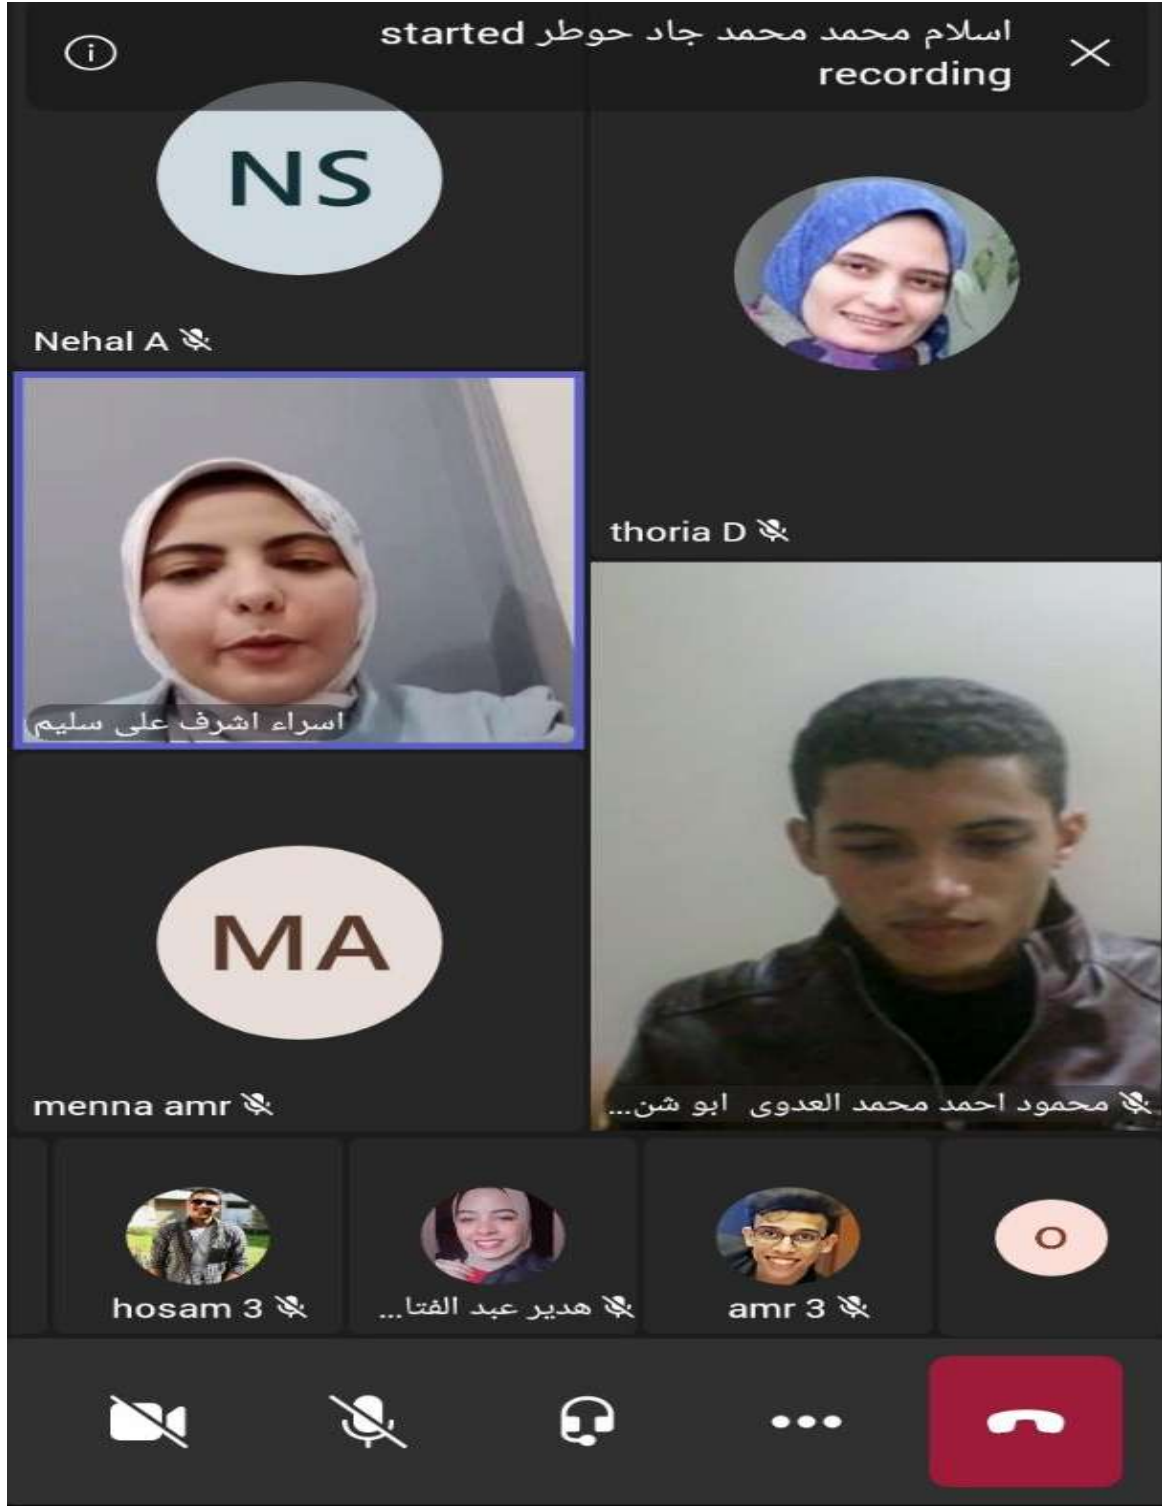 اسلام محمد محمد جاد حوطر started
recording
NS
Nehal A
thoria D
اسراء اشرف على سليم
MA
menna amr
محمود احمد محمد العدوى ابو شن...
hosam 3
هدير عبد الفتا...
amr 3
O